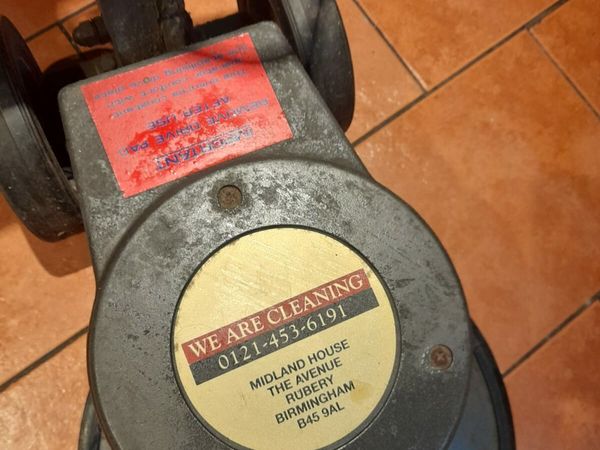 IMPORTANT
REMOVE DRIVE PAD
AFTER USE
WE ARE CLEANING
0121-453-6191
MIDLAND HOUSE
THE AVENUE
RUBERY
BIRMINGHAM
B45 9AL